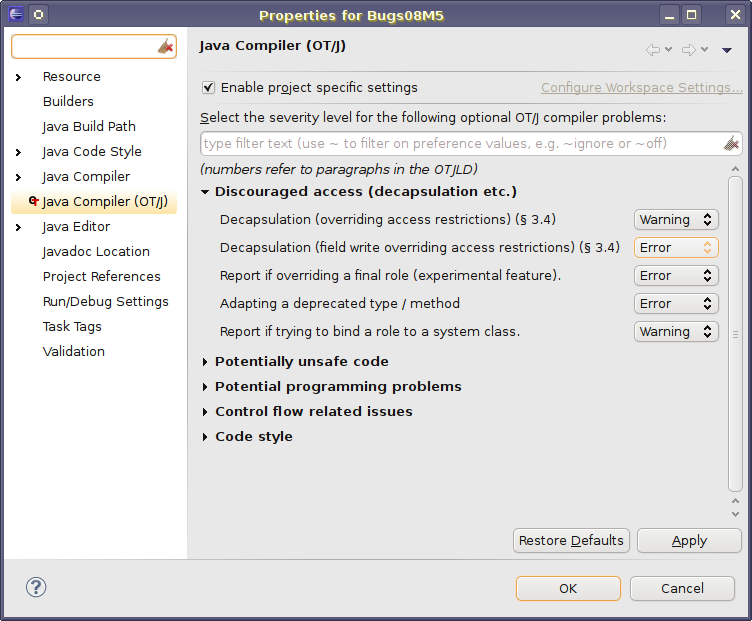 Properties for Bugs08M5
Resource
Builders
Java Build Path
Java Code Style
Java Compiler
Java Compiler (OT/J)
Java Editor
Javadoc Location
Project References
Run/Debug Settings
Task Tags
Validation
Java Compiler (OT/J)
Enable project specific settings
Configure Workspace Settings...
Select the severity level for the following optional OT/J compiler problems:
type filter text (use ~ to filter on preference values, e.g. ~ignore or ~off)
(numbers refer to paragraphs in the OTJLD)
Discouraged access (decapsulation etc.)
Decapsulation (overriding access restrictions) (§ 3.4) Warning
Decapsulation (field write overriding access restrictions) (§ 3.4) Error
Report if overriding a final role (experimental feature). Error
Adapting a deprecated type / method Error
Report if trying to bind a role to a system class. Warning
Potentially unsafe code
Potential programming problems
Control flow related issues
Code style
Restore Defaults Apply
? OK Cancel